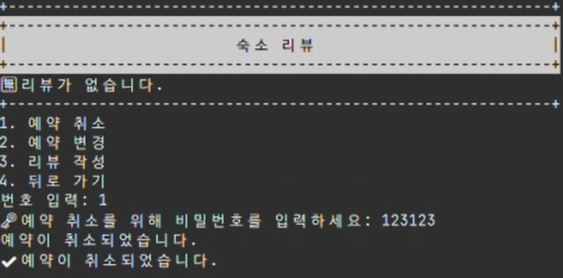 +------------------------------------------------------+
+------------------------------------------------------+
| 숙소 리뷰 |
+------------------------------------------------------+
🈚리뷰가 없습니다.
+------------------------------------------------------+
1. 예약 취소
2. 예약 변경
3. 리뷰 작성
4. 뒤로 가기
번호 입력: 1
🔑예약 취소를 위해 비밀번호를 입력하세요: 123123
예약이 취소되었습니다.
✔예약이 취소되었습니다.